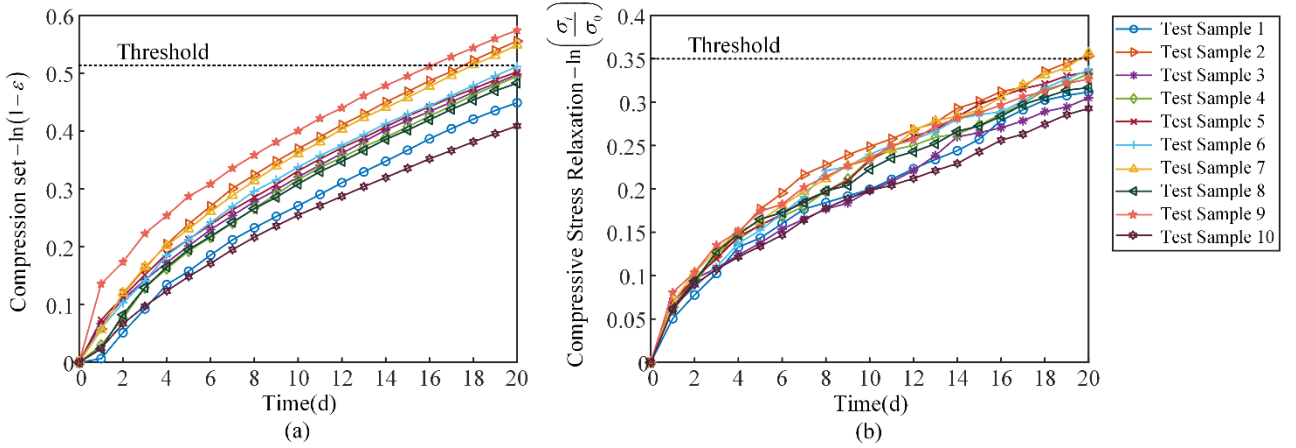 Compression set −ln(1 − ε)
0.6
0.5
0.4
0.3
0.2
0.1
0
Threshold
0 2 4 6 8 10 12 14 16 18 20
Time(d)
(a)
Compressive Stress Relaxation −ln(σₜ/σ₀)
0.4
0.35
0.3
0.25
0.2
0.15
0.1
0.05
0
Threshold
0 2 4 6 8 10 12 14 16 18 20
Time(d)
(b)
Test Sample 1
Test Sample 2
Test Sample 3
Test Sample 4
Test Sample 5
Test Sample 6
Test Sample 7
Test Sample 8
Test Sample 9
Test Sample 10